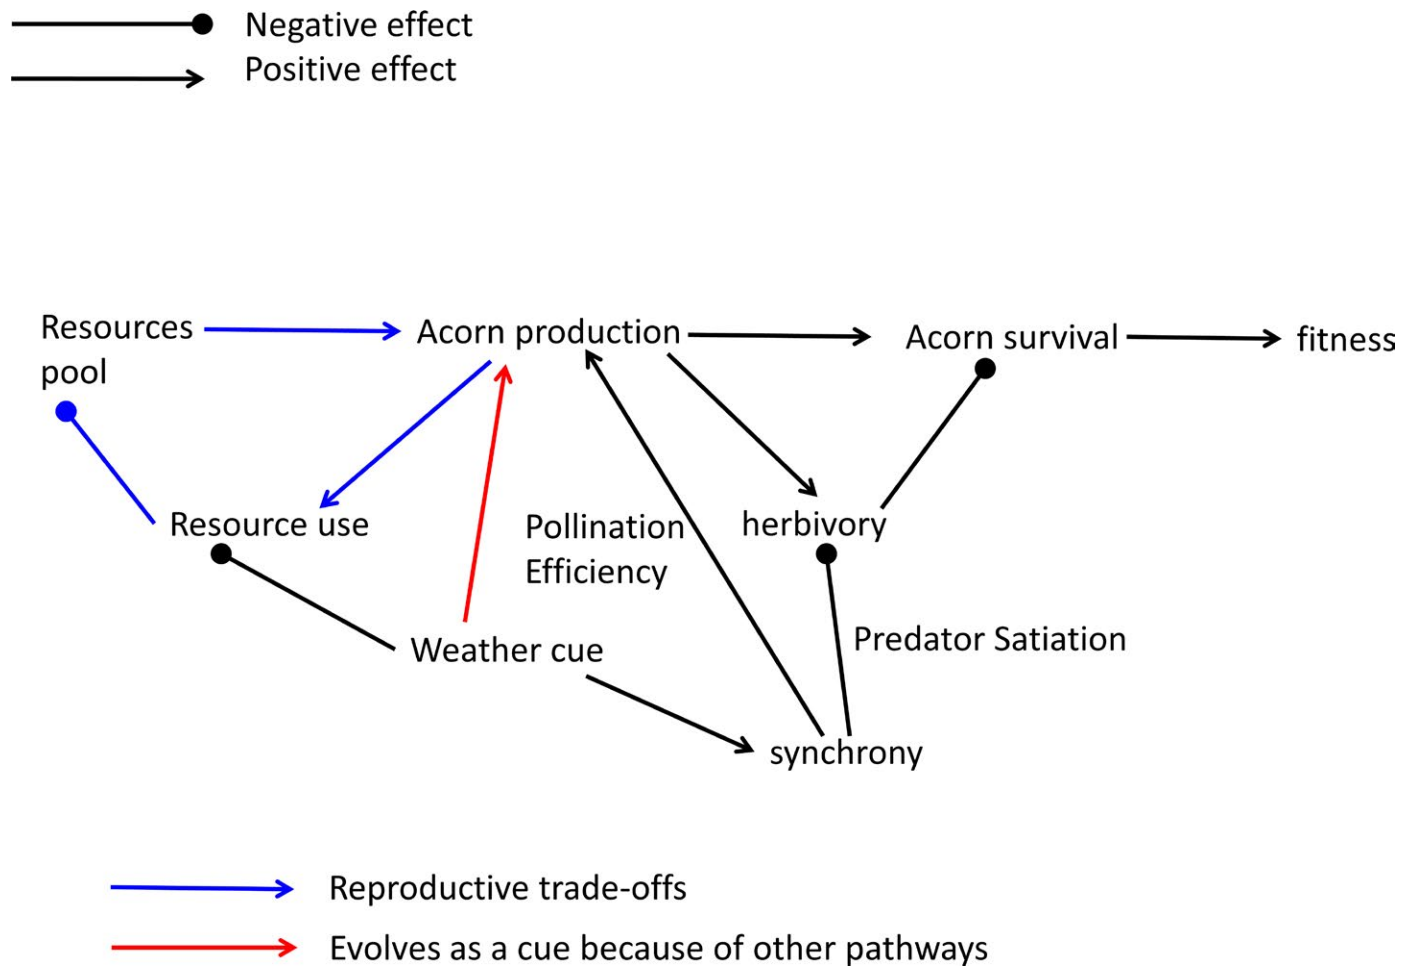 Negative effect
Positive effect
Resources
pool
Acorn production
Acorn survival
fitness
Resource use
Pollination
Efficiency
herbivory
Weather cue
Predator Satiation
synchrony
Reproductive trade-offs
Evolves as a cue because of other pathways